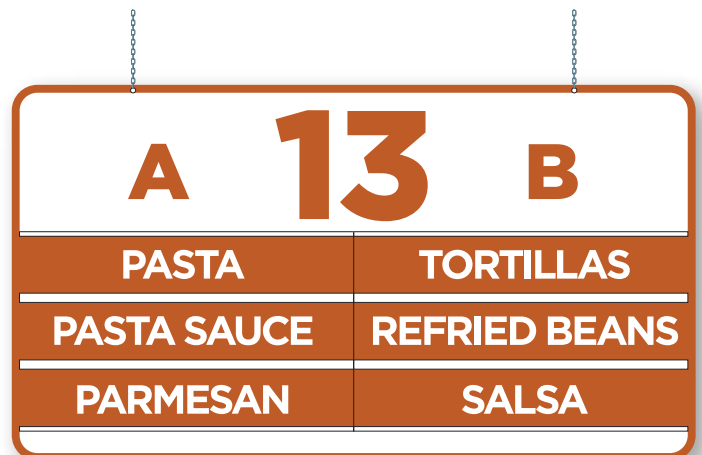 A 13 B
PASTA TORTILLAS
PASTA SAUCE REFRIED BEANS
PARMESAN SALSA